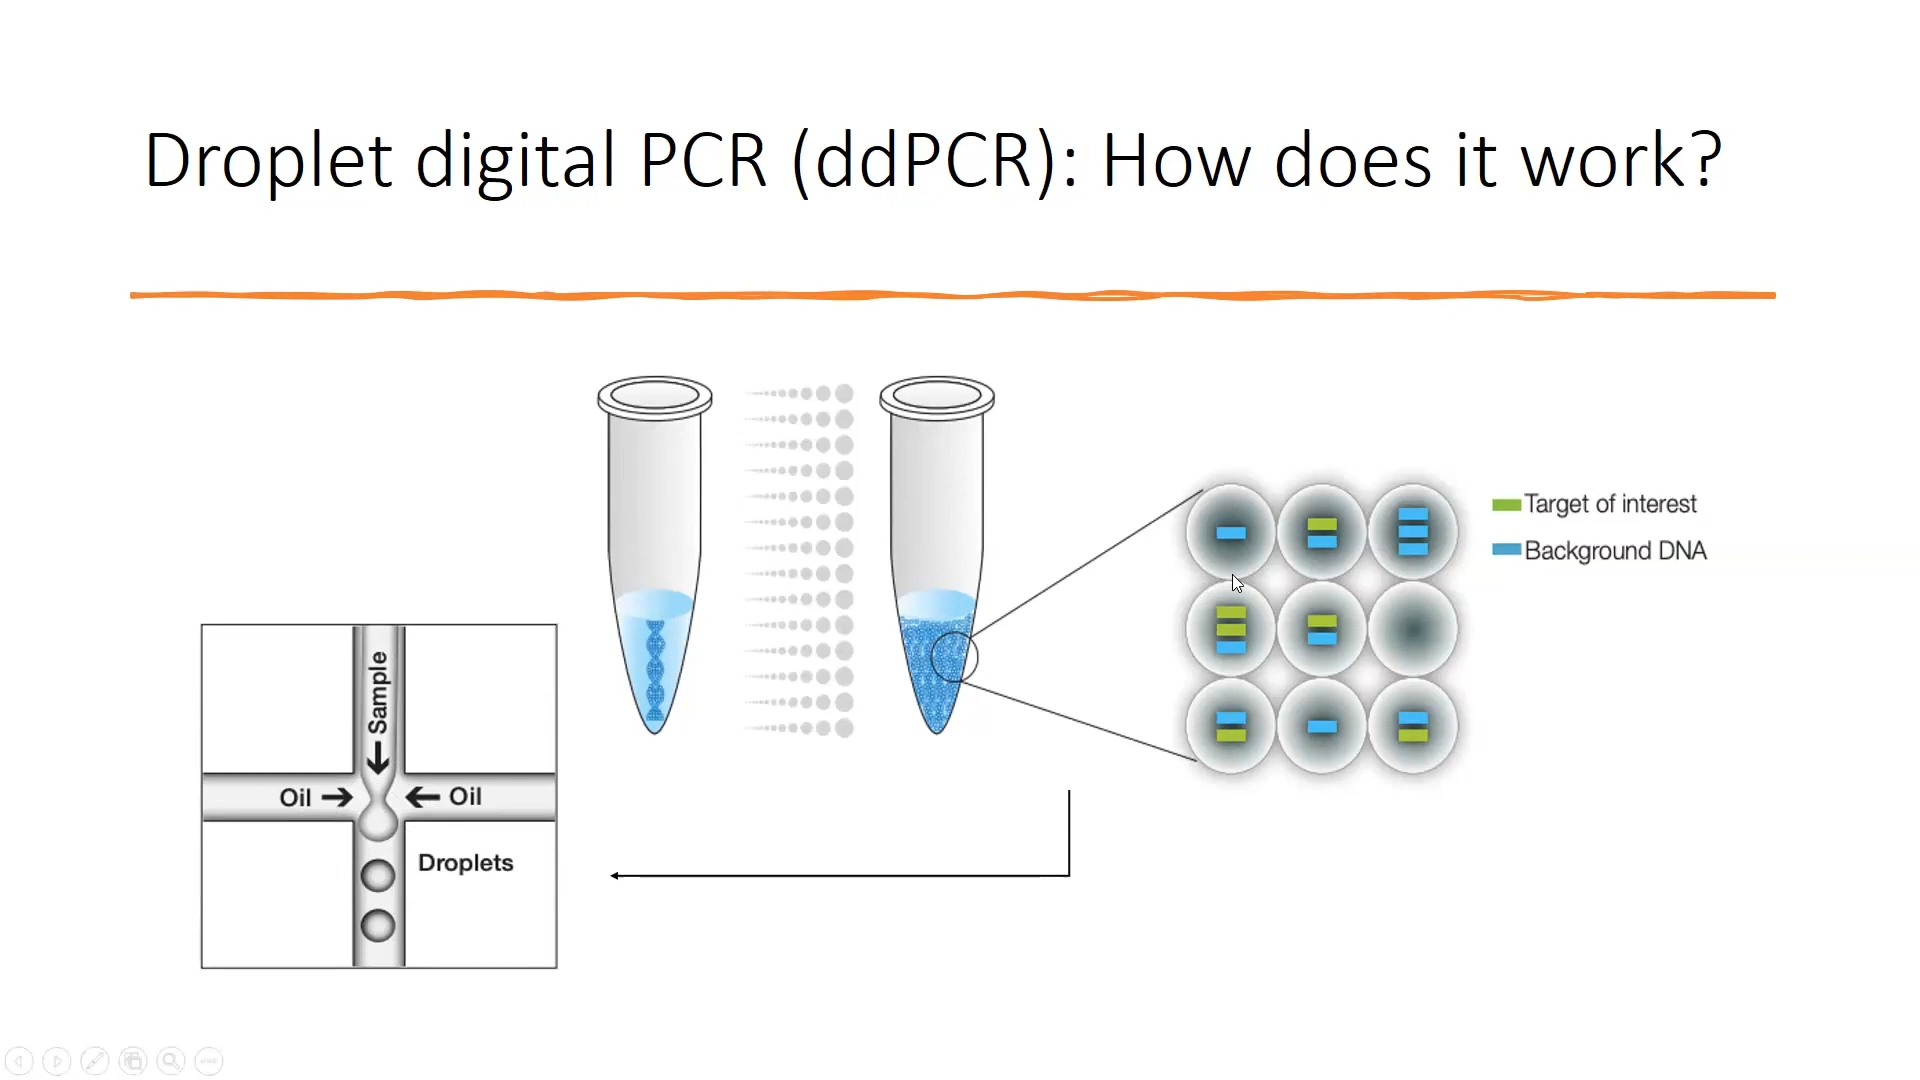 Droplet digital PCR (ddPCR): How does it work?
Target of interest
Background DNA
Sample
Oil
Oil
Droplets